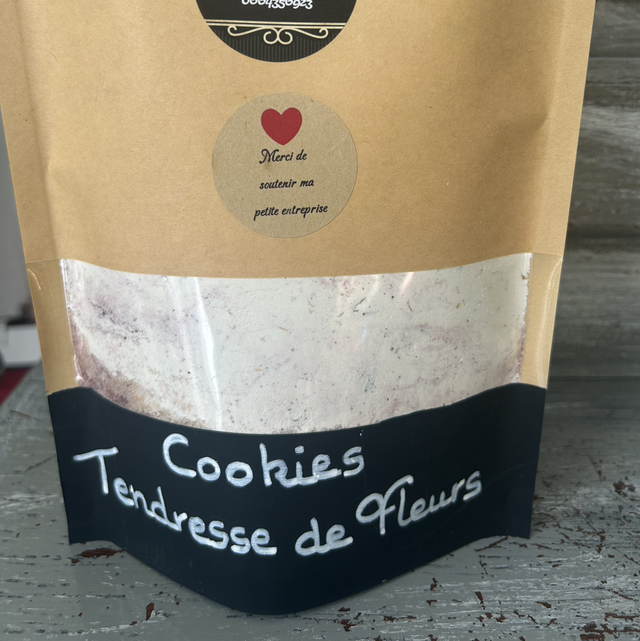 Merci de
soutenir ma
petite entreprise
Cookies
Tendresse de Fleurs